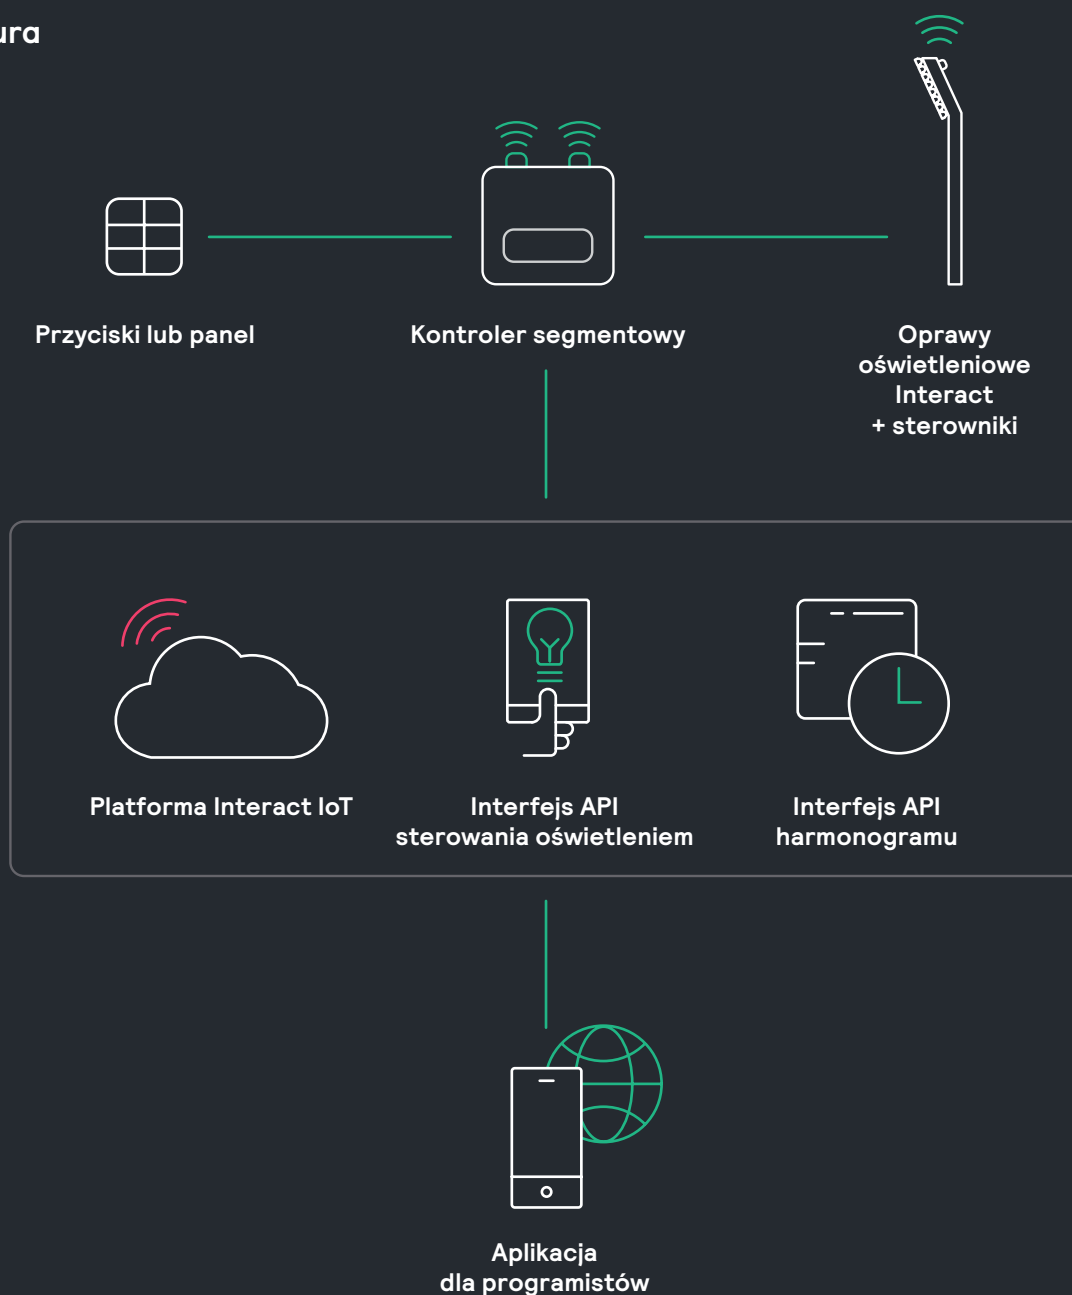 ura
Przyciski lub panel
Kontroler segmentowy
Oprawy
oświetleniowe
Interact
+ sterowniki
Platforma Interact IoT
Interfejs API
sterowania oświetleniem
Interfejs API
harmonogramu
Aplikacja
dla programistów